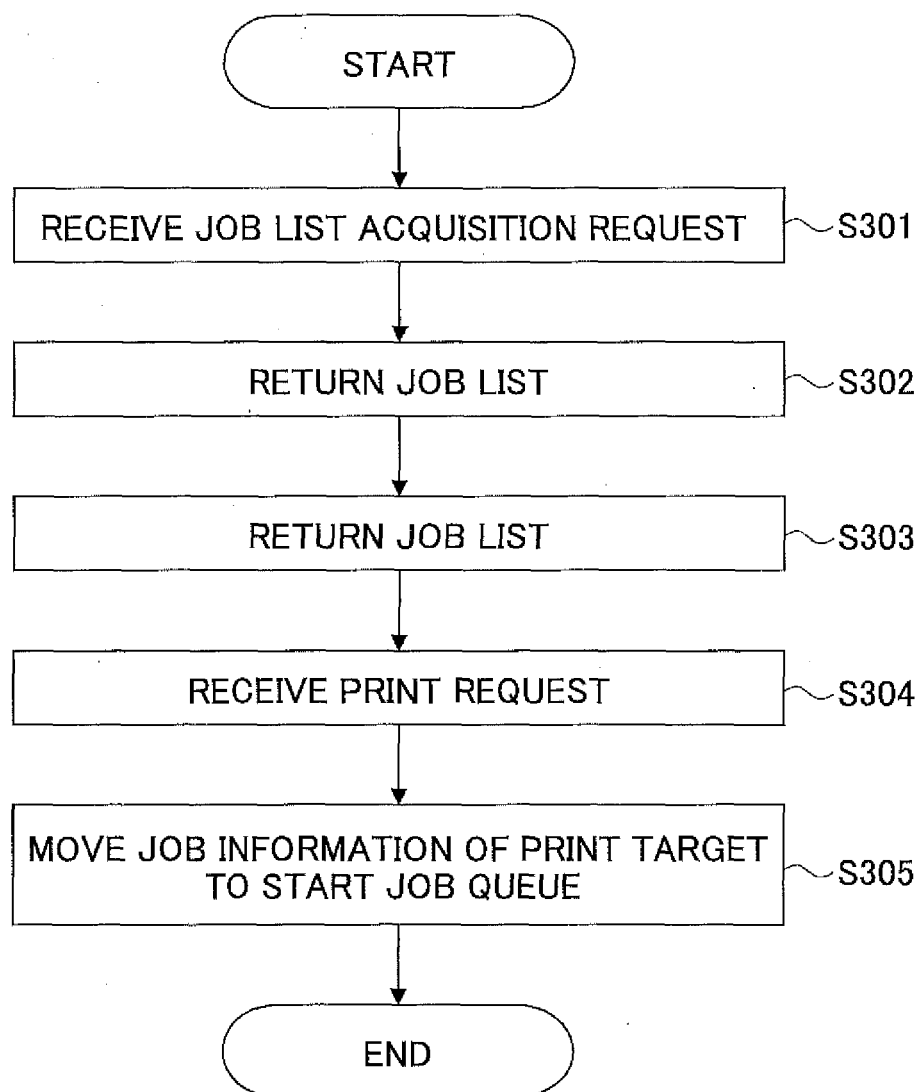 START
RECEIVE JOB LIST ACQUISITION REQUEST S301
RETURN JOB LIST S302
RETURN JOB LIST S303
RECEIVE PRINT REQUEST S304
MOVE JOB INFORMATION OF PRINT TARGET
TO START JOB QUEUE S305
END